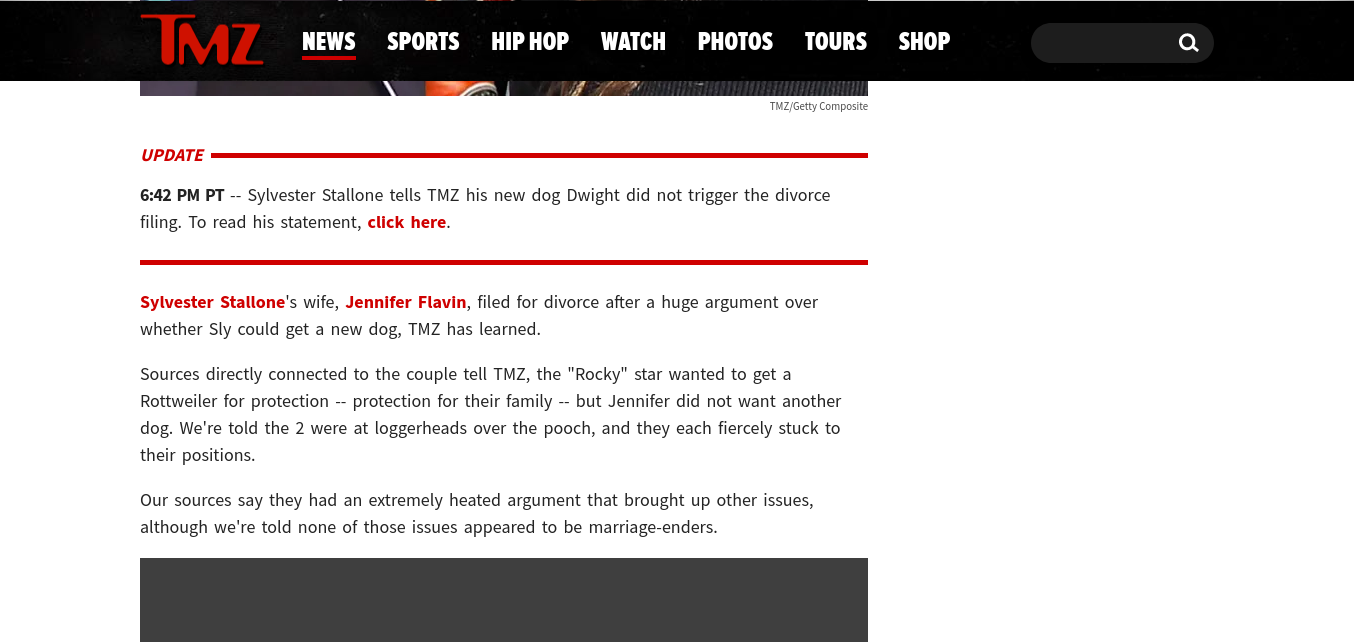 TMZ
NEWS SPORTS HIP HOP WATCH PHOTOS TOURS SHOP
TMZ/Getty Composite
UPDATE
6:42 PM PT -- Sylvester Stallone tells TMZ his new dog Dwight did not trigger the divorce
filing. To read his statement, click here.
Sylvester Stallone's wife, Jennifer Flavin, filed for divorce after a huge argument over
whether Sly could get a new dog, TMZ has learned.
Sources directly connected to the couple tell TMZ, the "Rocky" star wanted to get a
Rottweiler for protection -- protection for their family -- but Jennifer did not want another
dog. We're told the 2 were at loggerheads over the pooch, and they each fiercely stuck to
their positions.
Our sources say they had an extremely heated argument that brought up other issues,
although we're told none of those issues appeared to be marriage-enders.